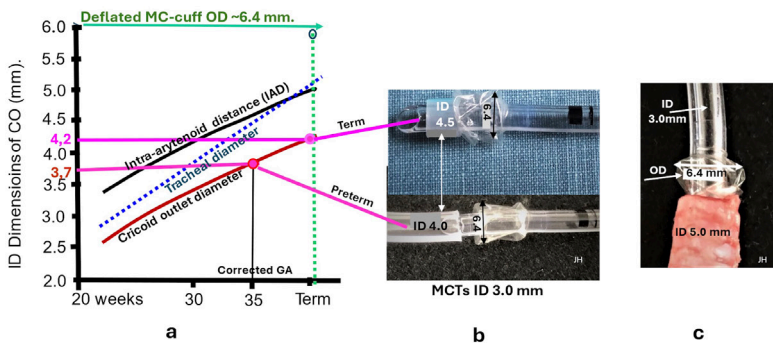 Deflated MC-cuff OD ~6.4 mm.
ID Dimensioins of CO (mm).
6.0
5.0
4.5
4,2
4.0
3,7
3.5
3.0
2.5
2.0
Intra-arytenoid distance (IAD)
Tracheal diameter
Cricoid outlet diameter
Term
Preterm
Corrected GA
20 weeks
30
35
Term
a
ID
4.5
6.4
ID 4.0
6.4
JH
MCTs ID 3.0 mm
b
ID
3.0mm
OD
6.4 mm
ID 5.0 mm
JH
c